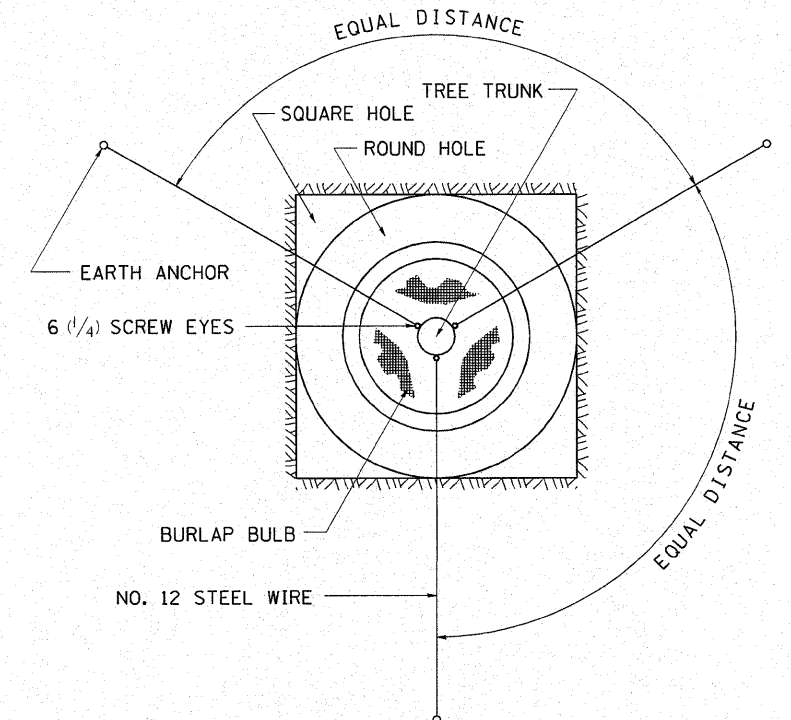 EQUAL DISTANCE
TREE TRUNK
SQUARE HOLE
ROUND HOLE
EARTH ANCHOR
6 (1/4) SCREW EYES
EQUAL DISTANCE
BURLAP BULB
NO. 12 STEEL WIRE